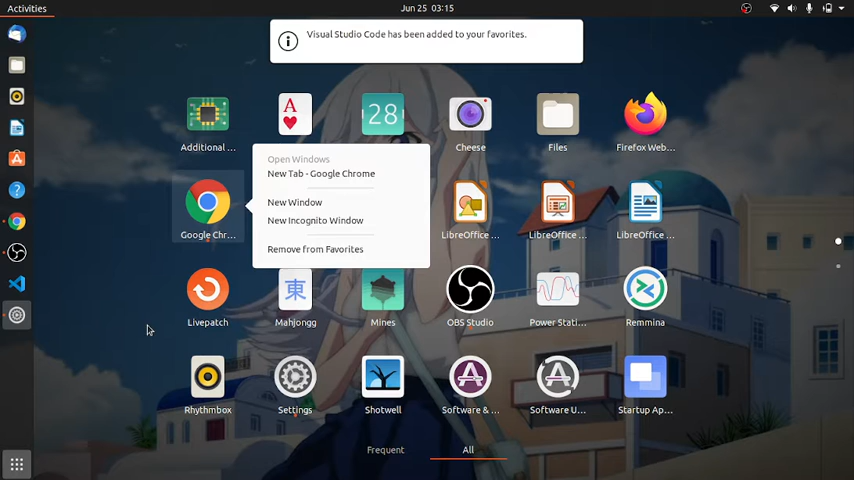 Activities
Jun 25 03:15
Visual Studio Code has been added to your favorites.
A
28
Additional ...
Cheese
Files
Firefox Web...
Open Windows
New Tab - Google Chrome
New Window
New Incognito Window
Remove from Favorites
Google Chr...
LibreOffice ...
LibreOffice ...
LibreOffice ...
東
Livepatch
Mahjongg
Mines
OBS Studio
Power Stati...
Remmina
Rhythmbox
Settings
Shotwell
Software & ...
Software U...
Startup Ap...
Frequent
All